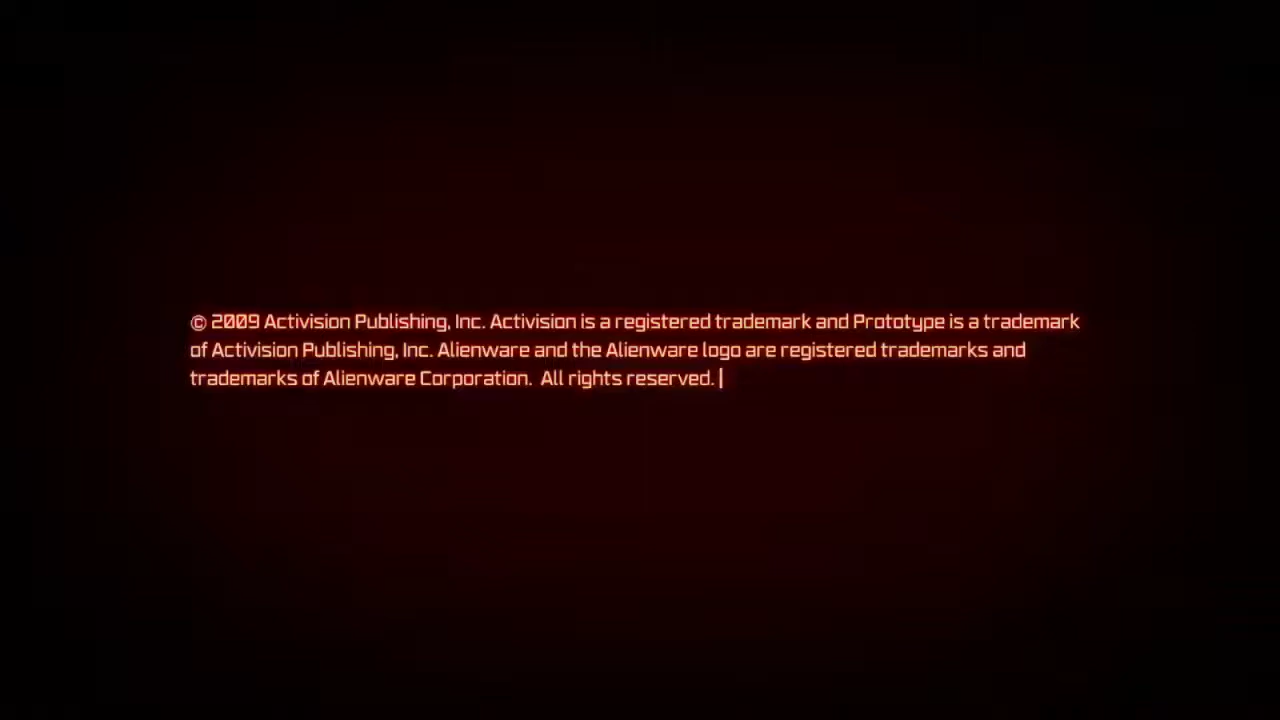 © 2009 Activision Publishing, Inc. Activision is a registered trademark and Prototype is a trademark
of Activision Publishing, Inc. Alienware and the Alienware logo are registered trademarks and
trademarks of Alienware Corporation.  All rights reserved.